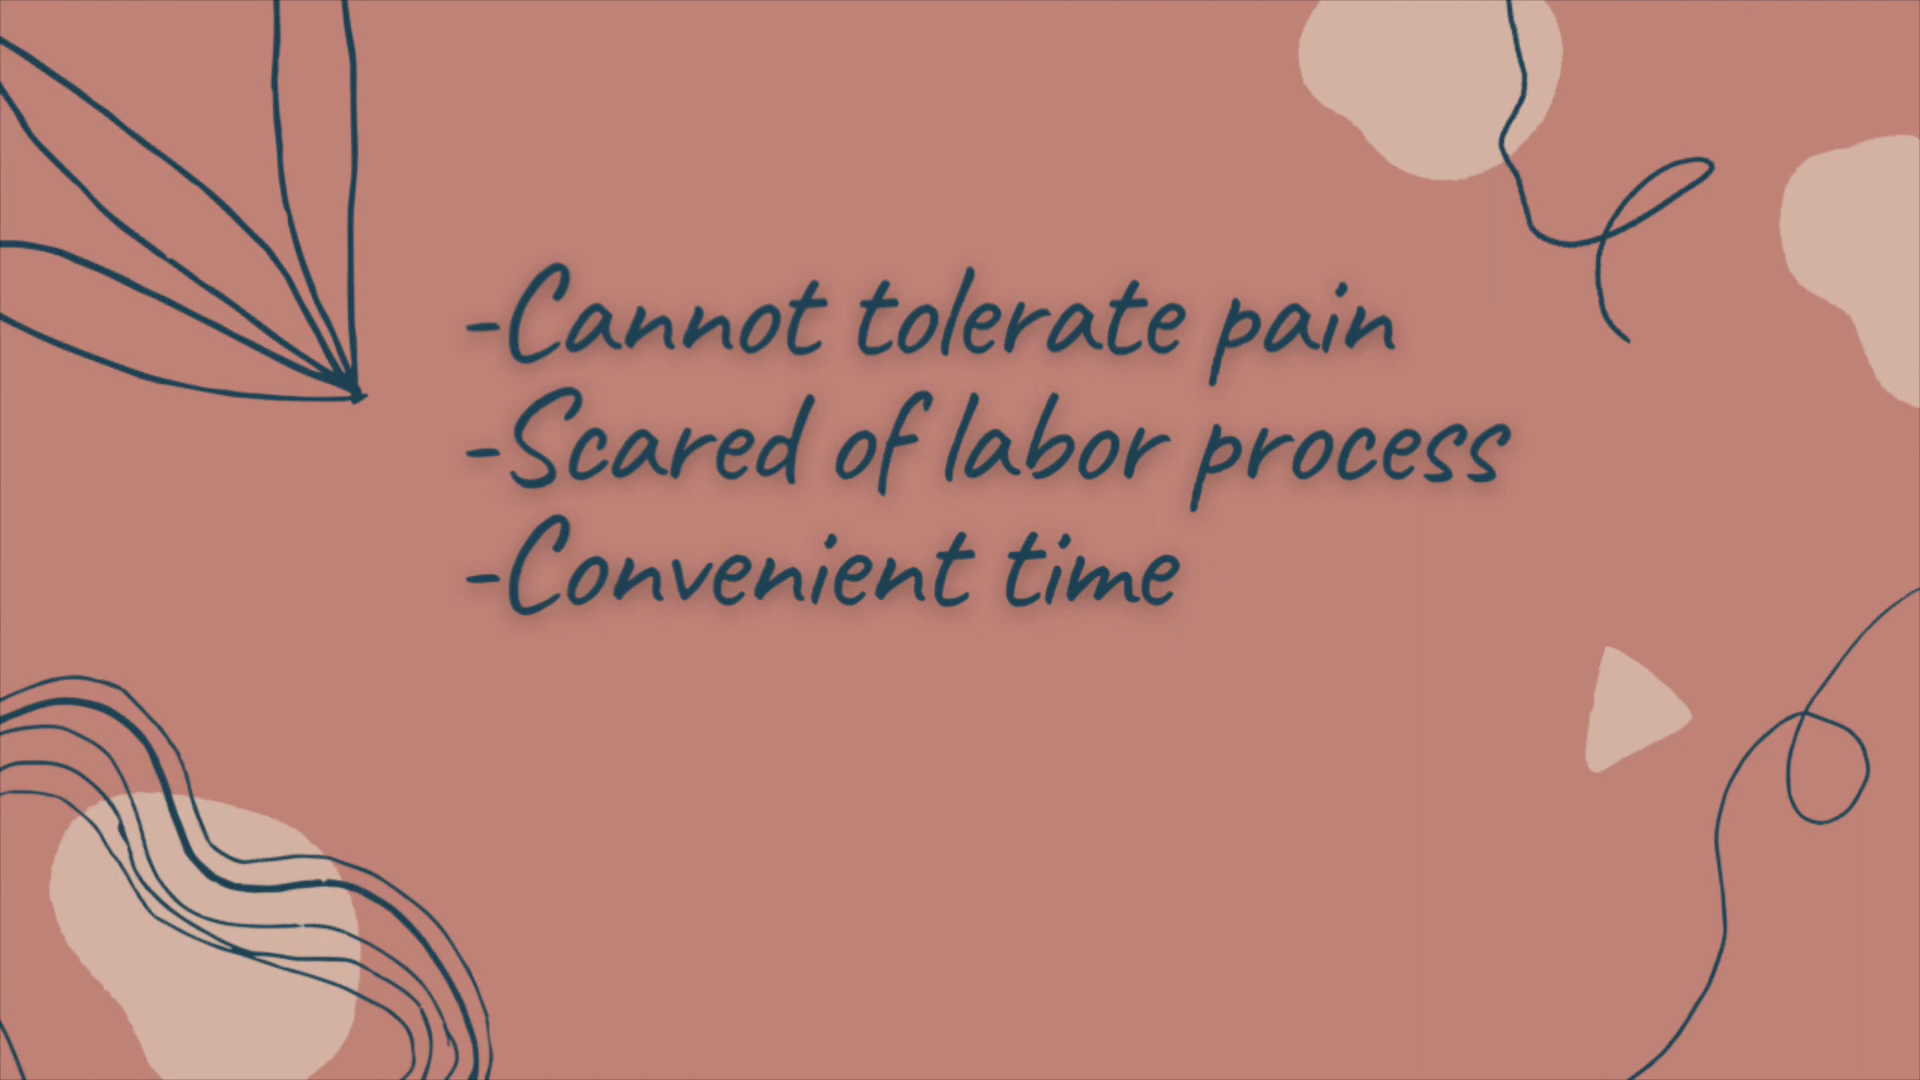 -Cannot tolerate pain
-Scared of labor process
-Convenient time